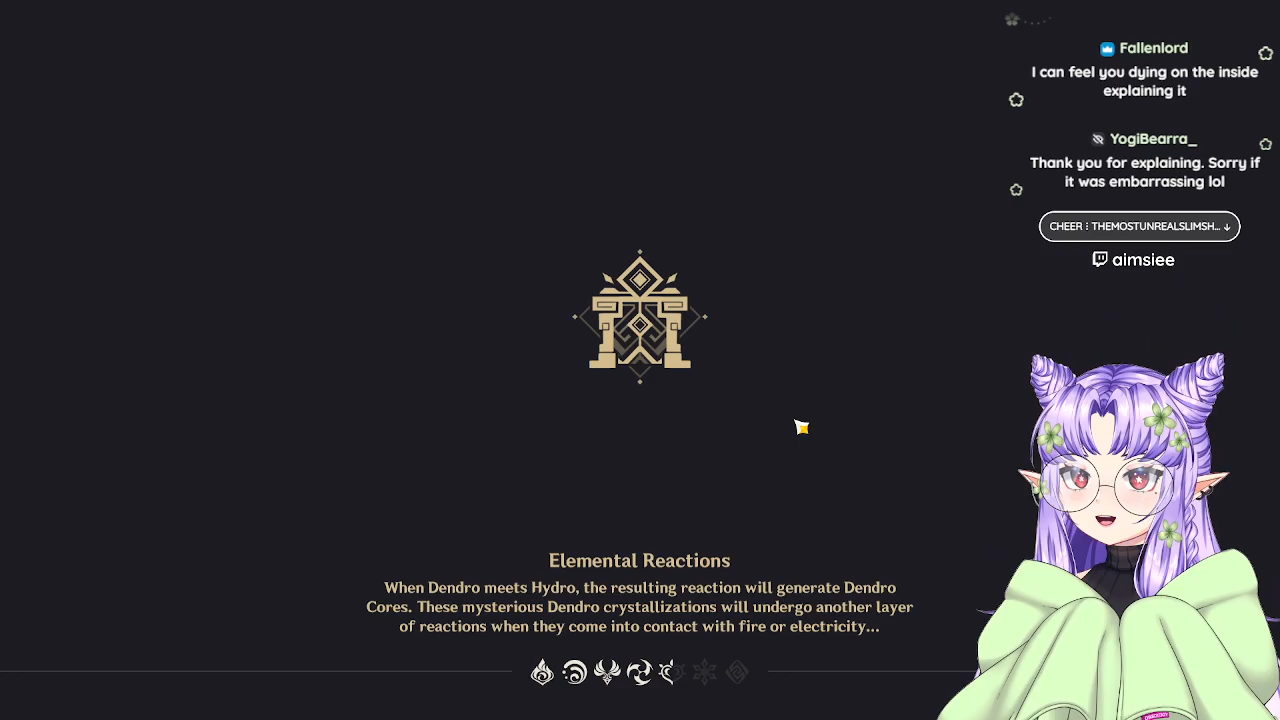 Fallenlord
I can feel you dying on the inside
explaining it
YogiBearra_
Thank you for explaining. Sorry if
it was embarrassing lol
CHEER : THEMOSTUNREALSLIMSH... ↓
aimsiee
Elemental Reactions
When Dendro meets Hydro, the resulting reaction will generate Dendro
Cores. These mysterious Dendro crystallizations will undergo another layer
of reactions when they come into contact with fire or electricity...